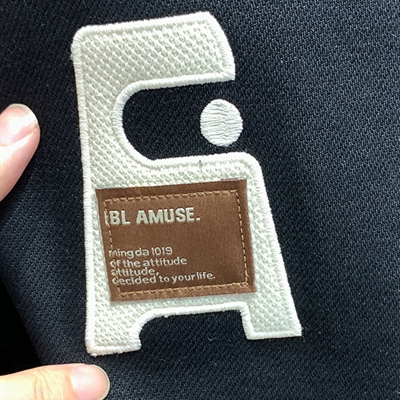 BL AMUSE.
ming da 1019
of the attitude
attitude,
decided to your life.